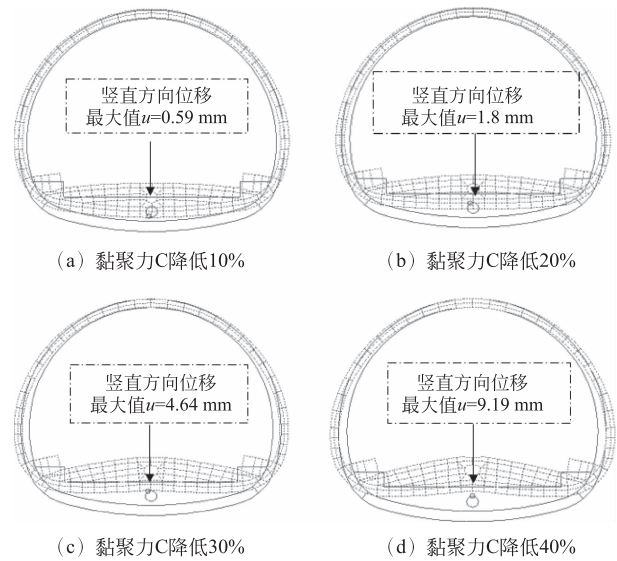 竖直方向位移
最大值u=0.59 mm
竖直方向位移
最大值u=1.8 mm
（a）黏聚力C降低10%
（b）黏聚力C降低20%
竖直方向位移
最大值u=4.64 mm
竖直方向位移
最大值u=9.19 mm
（c）黏聚力C降低30%
（d）黏聚力C降低40%